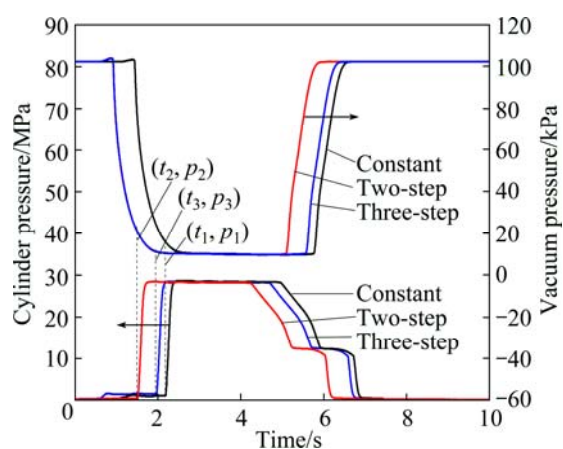 90
80
70
60
50
40
30
20
10
0
Cylinder pressure/MPa
120
100
80
60
40
20
0
−20
−40
−60
Vacuum pressure/kPa
(t2, p2)
(t3, p3)
(t1, p1)
Constant
Two-step
Three-step
Constant
Two-step
Three-step
0 2 4 6 8 10
Time/s